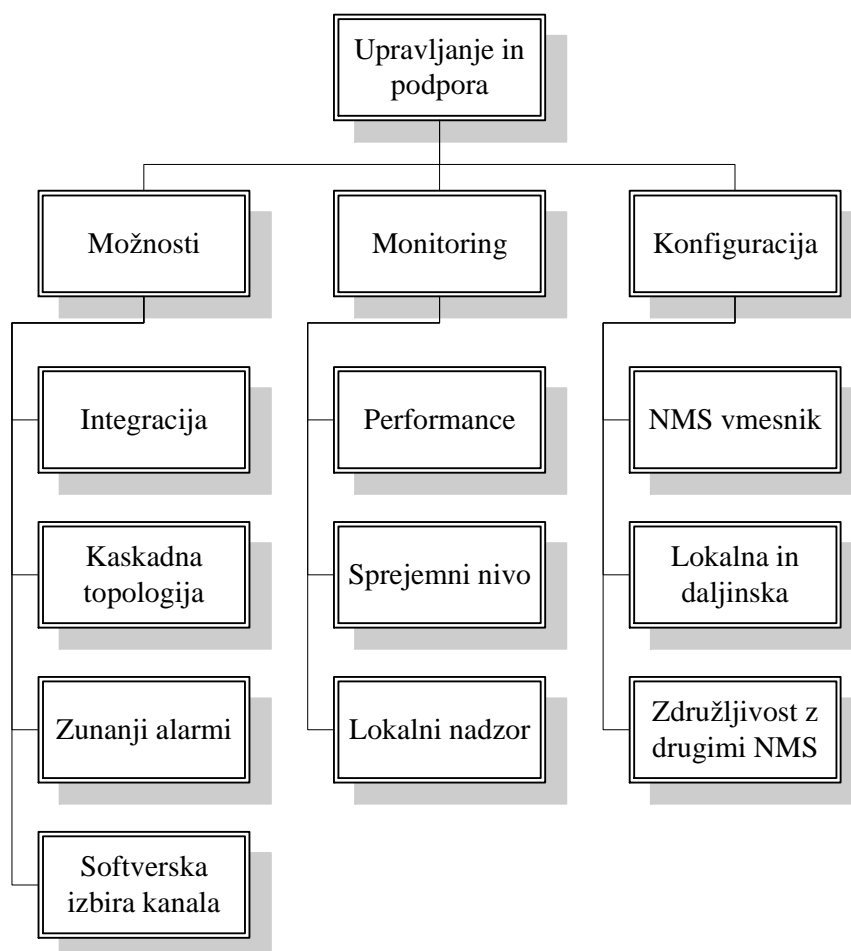 Upravljanje in
podpora
Možnosti
Monitoring
Konfiguracija
Integracija
Performance
NMS vmesnik
Kaskadna
topologija
Sprejemni nivo
Lokalna in
daljinska
Zunanji alarmi
Lokalni nadzor
Združljivost z
drugimi NMS
Softverska
izbira kanala